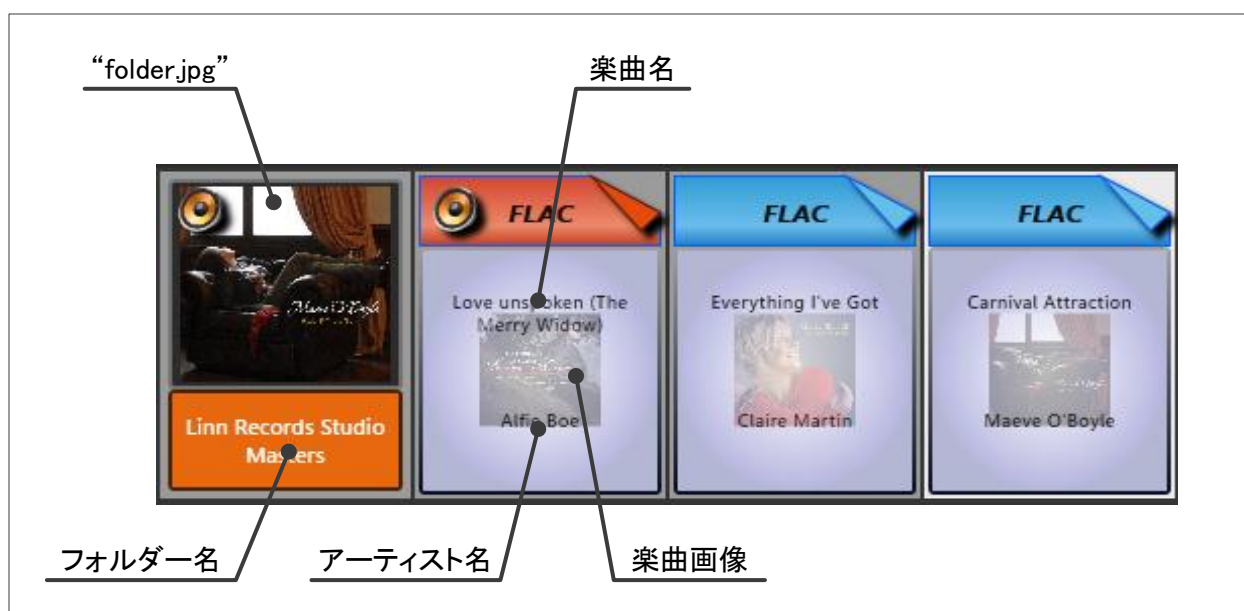 “folder.jpg”
楽曲名
FLAC
FLAC
FLAC
Love unspoken (The
Merry Widow)
Alfie Boe
Everything I've Got
Claire Martin
Carnival Attraction
Maeve O'Boyle
Linn Records Studio
Masters
フォルダー名
アーティスト名
楽曲画像